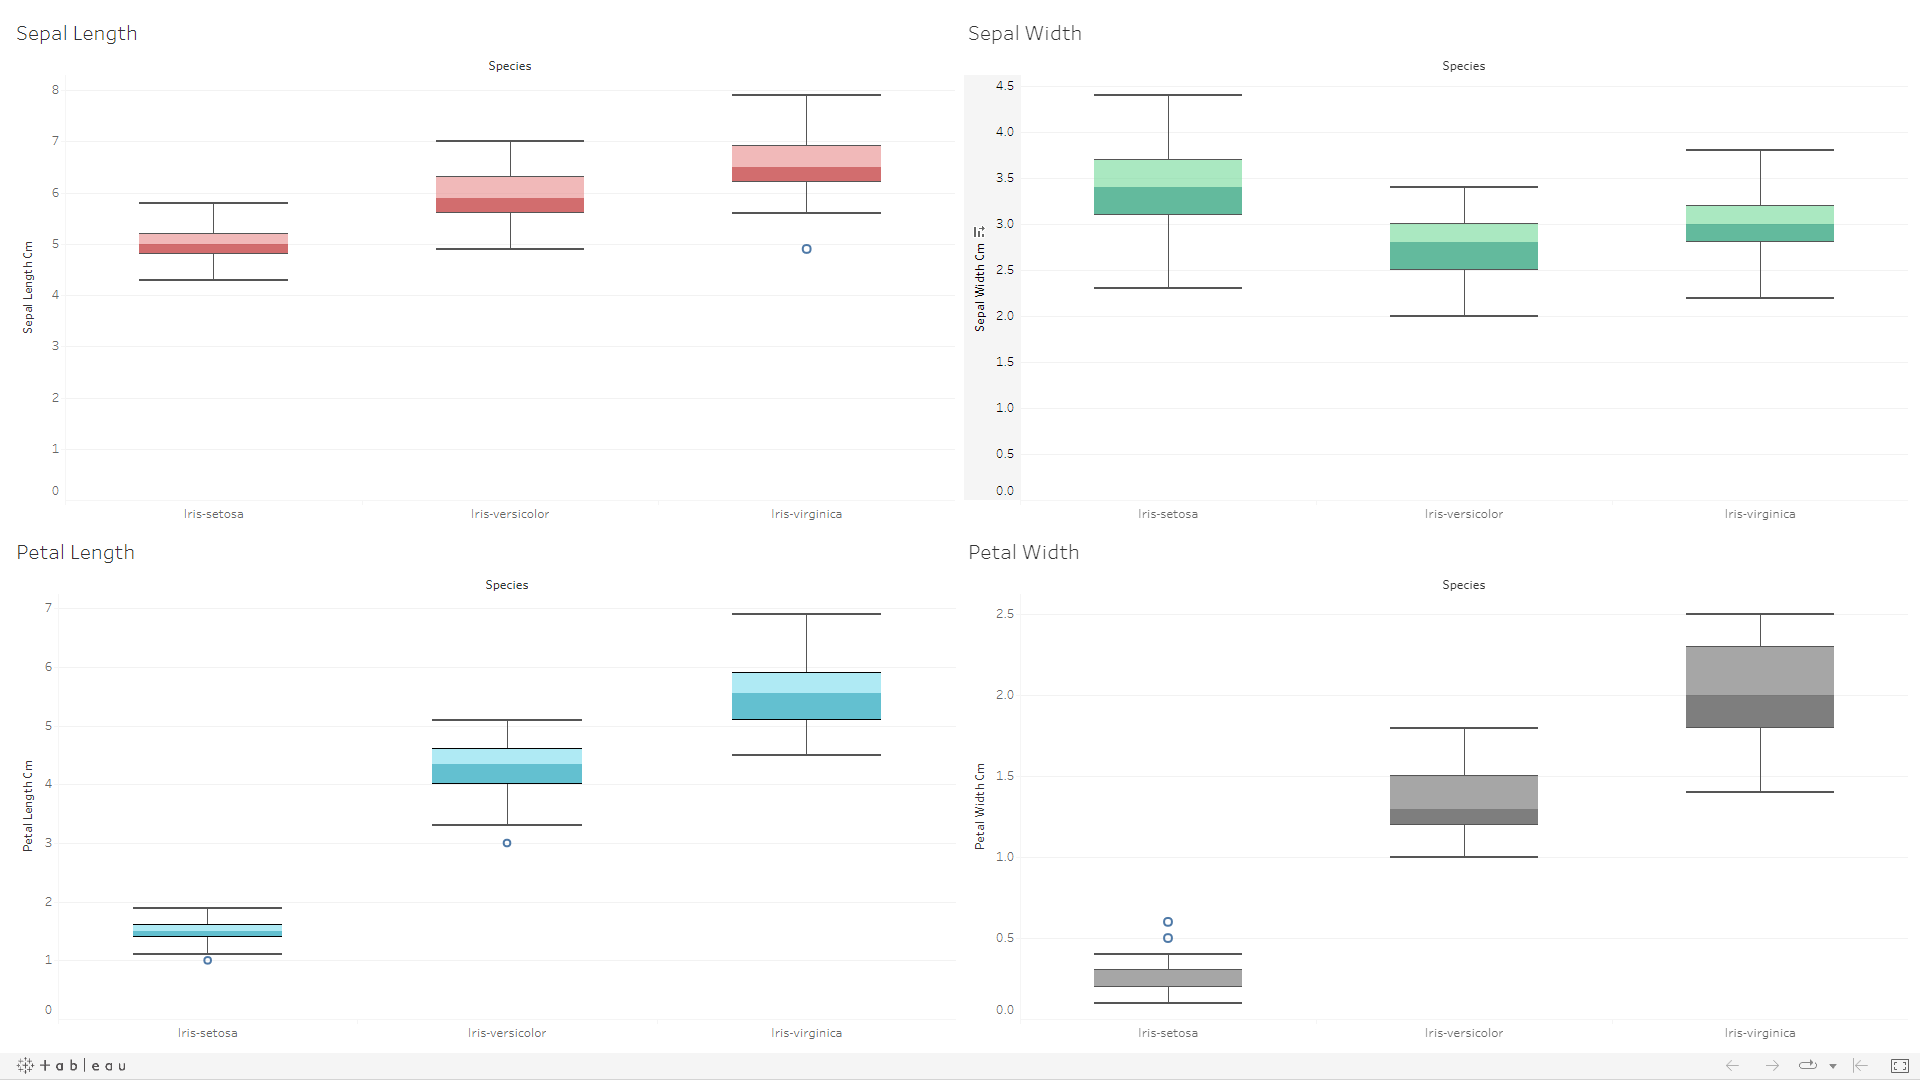 Sepal Length
Species
8
7
6
5
4
3
2
1
0
Sepal Length Cm
Iris-setosa
Iris-versicolor
Iris-virginica
Sepal Width
Species
4.5
4.0
3.5
3.0
2.5
2.0
1.5
1.0
0.5
0.0
Sepal Width Cm
Iris-setosa
Iris-versicolor
Iris-virginica
Petal Length
Species
7
6
5
4
3
2
1
0
Petal Length Cm
Iris-setosa
Iris-versicolor
Iris-virginica
Petal Width
Species
2.5
2.0
1.5
1.0
0.5
0.0
Petal Width Cm
Iris-setosa
Iris-versicolor
Iris-virginica
+ a b l e a u